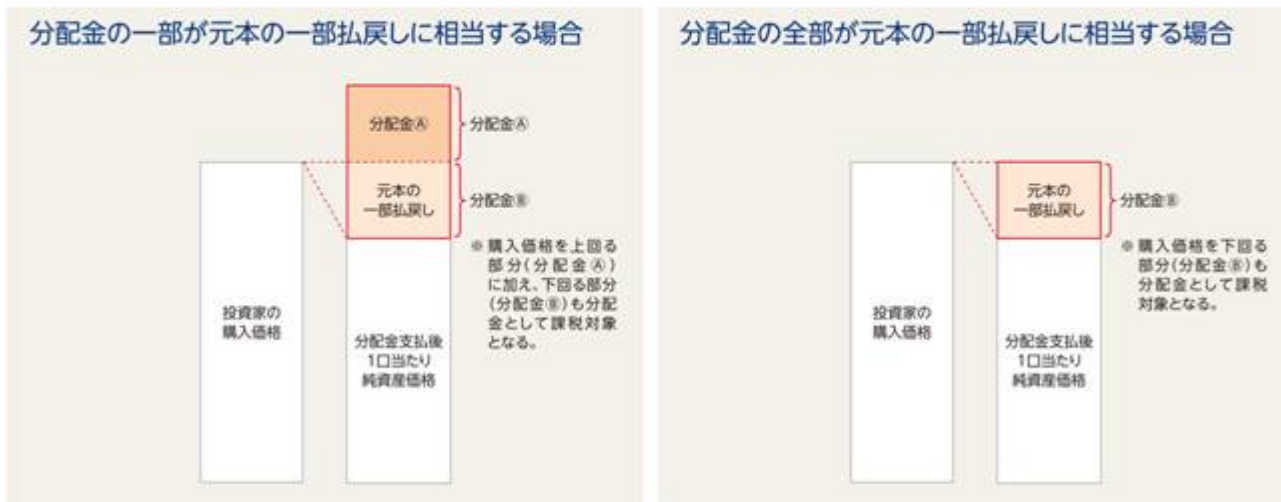 分配金の一部が元本の一部払戻しに相当する場合
分配金Ⓐ
分配金Ⓐ
元本の
一部払戻し
分配金Ⓑ
※購入価格を上回る
部分(分配金Ⓐ)
に加え、下回る部分
(分配金Ⓑ)も分配
金として課税対象
となる。
投資家の
購入価格
分配金支払後
1口当たり
純資産価格
分配金の全部が元本の一部払戻しに相当する場合
元本の
一部払戻し
分配金Ⓑ
※購入価格を下回る
部分(分配金Ⓑ)も
分配金として課税
対象となる。
投資家の
購入価格
分配金支払後
1口当たり
純資産価格